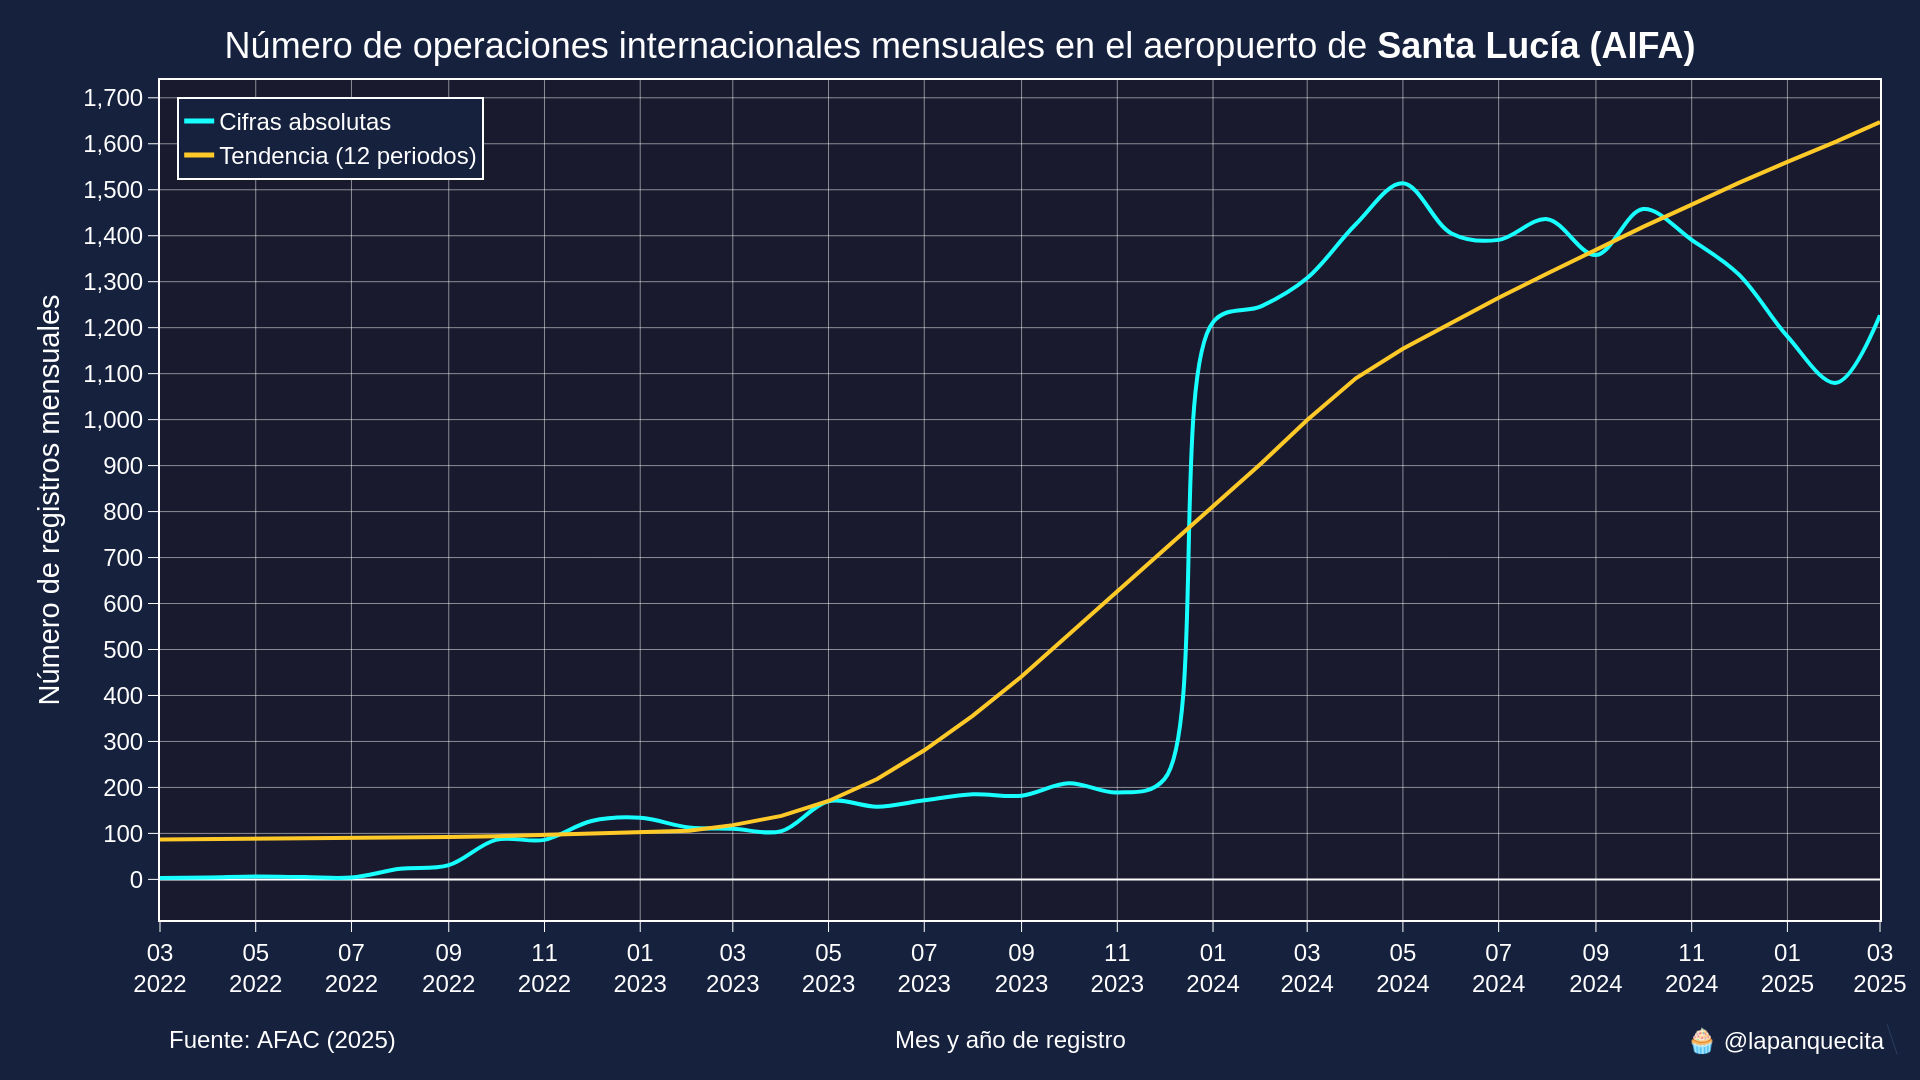 Número de operaciones internacionales mensuales en el aeropuerto de Santa Lucía (AIFA)
Cifras absolutas
Tendencia (12 periodos)
Número de registros mensuales
1,700
1,600
1,500
1,400
1,300
1,200
1,100
1,000
900
800
700
600
500
400
300
200
100
0
03 05 07 09 11 01 03 05 07 09 11 01 03 05 07 09 11 01 03
2022 2022 2022 2022 2022 2023 2023 2023 2023 2023 2023 2024 2024 2024 2024 2024 2024 2025 2025
Fuente: AFAC (2025) Mes y año de registro 🧁 @lapanquecita